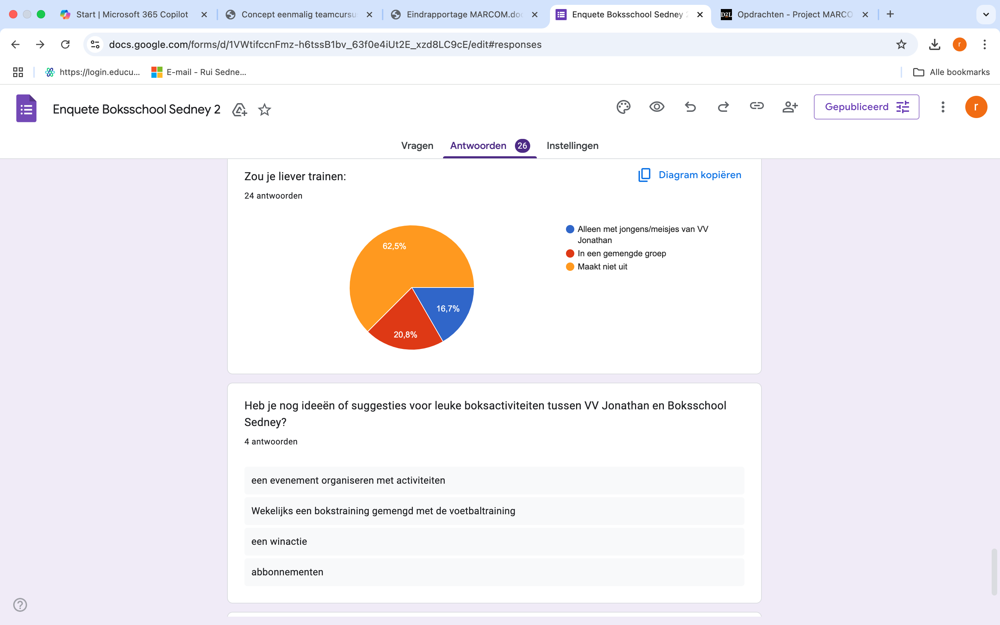 Start | Microsoft 365 Copilot
Concept eenmalig teamcursu
Eindrapportage MARCOM.doc
Enquete Boksschool Sedney 2
D2L
Opdrachten - Project MARCO
docs.google.com/forms/d/1VWtifccnFmz-h6tssB1bv_63f0e4iUt2E_xzd8LC9cE/edit#responses
r
https://login.educu...
E-mail - Rui Sedne...
Alle bookmarks
Enquete Boksschool Sedney 2
Gepubliceerd
r
Vragen
Antwoorden 26
Instellingen
Zou je liever trainen:
Diagram kopiëren
24 antwoorden
62,5%
16,7%
20,8%
Alleen met jongens/meisjes van VV
Jonathan
In een gemengde groep
Maakt niet uit
Heb je nog ideeën of suggesties voor leuke boksactiviteiten tussen VV Jonathan en Boksschool
Sedney?
4 antwoorden
een evenement organiseren met activiteiten
Wekelijks een bokstraining gemengd met de voetbaltraining
een winactie
abbonnementen